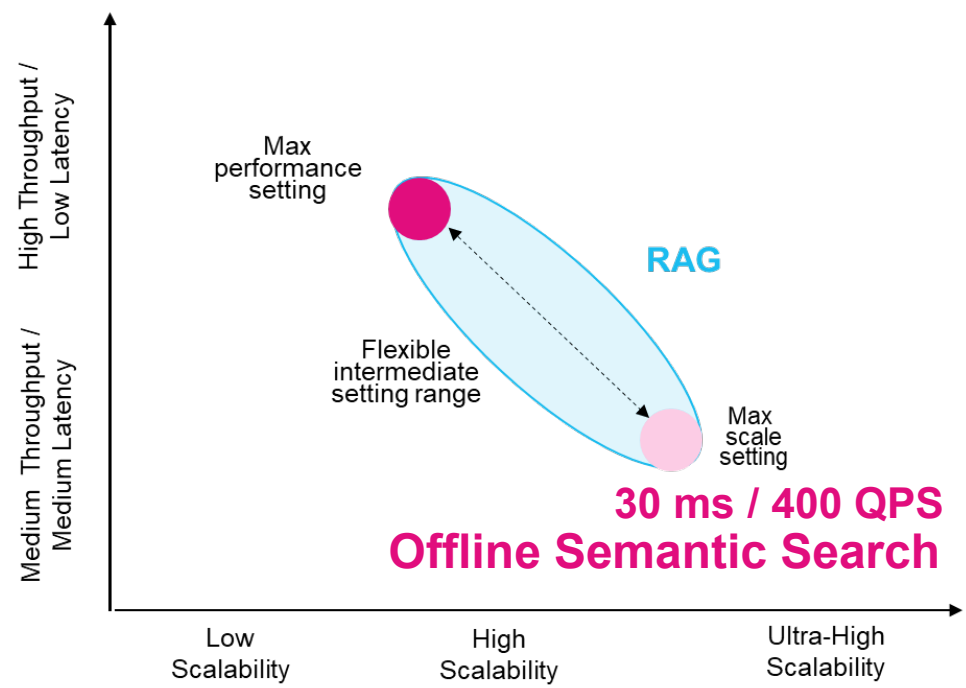 High Throughput /
Low Latency
Medium Throughput /
Medium Latency
Max
performance
setting
RAG
Flexible
intermediate
setting range
Max
scale
setting
30 ms / 400 QPS
Offline Semantic Search
Low
Scalability
High
Scalability
Ultra-High
Scalability